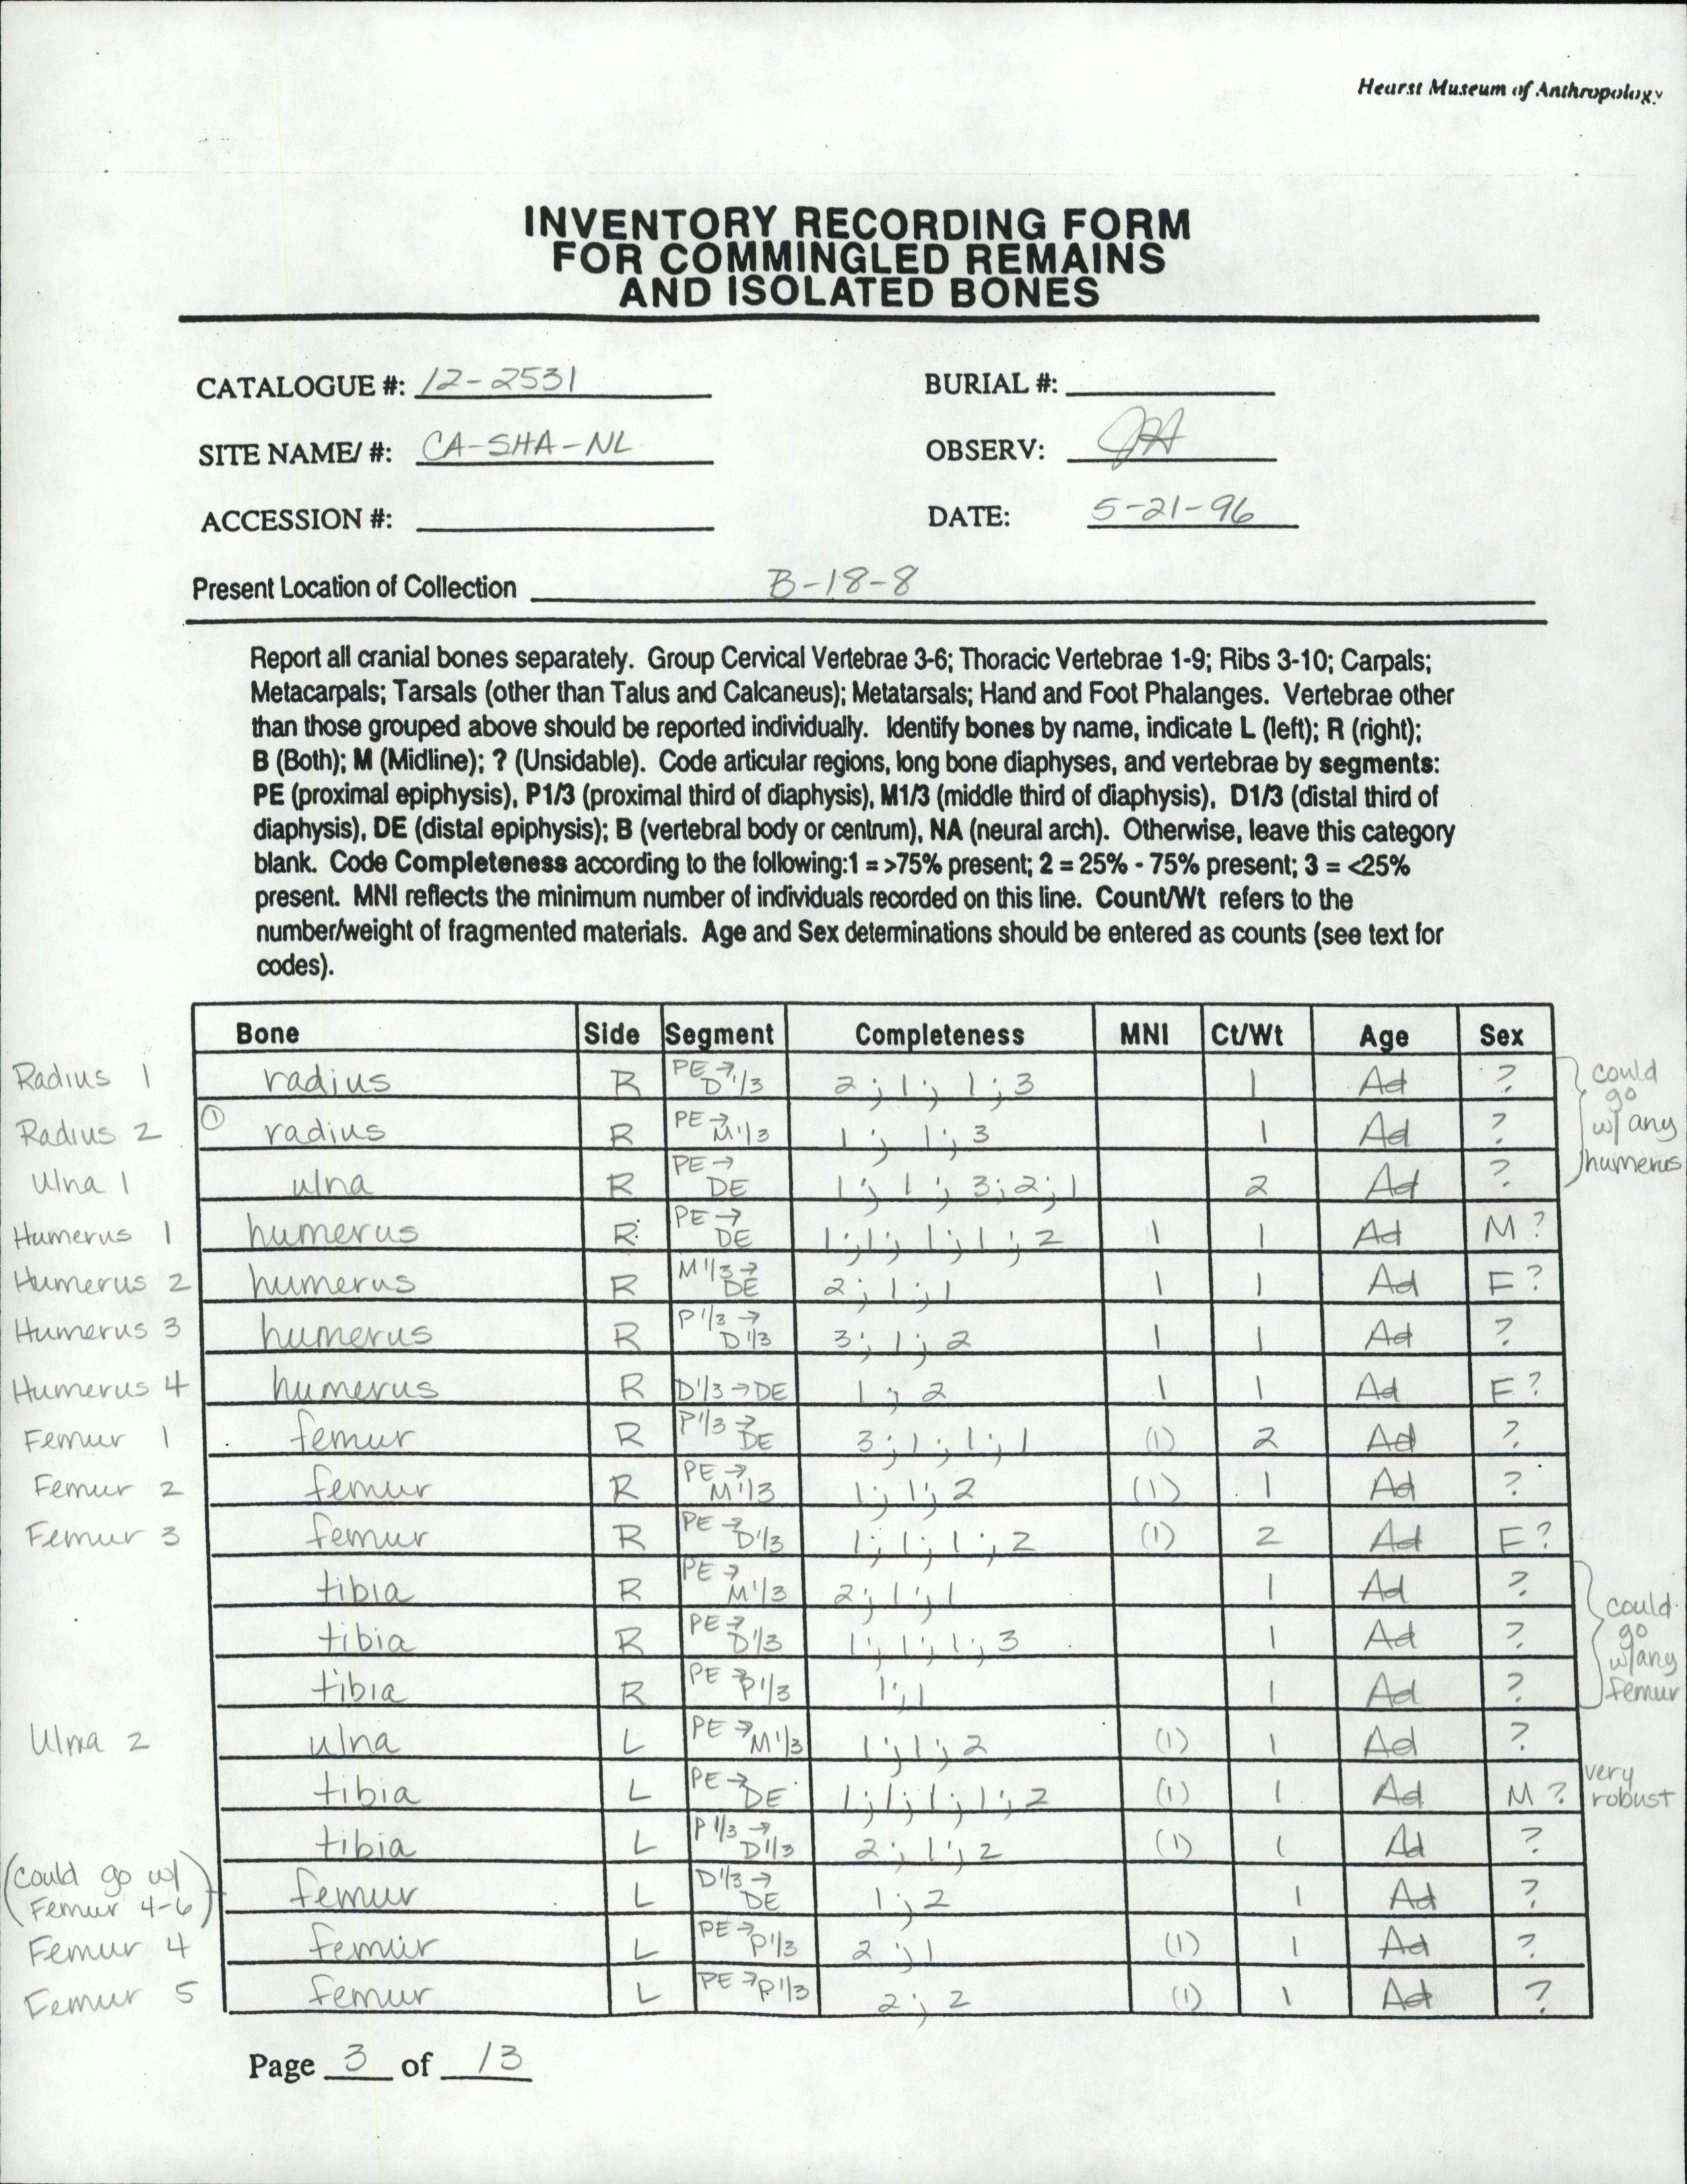 Hearst Museum of Anthropology
INVENTORY RECORDING FORM
FOR COMMINGLED REMAINS
AND ISOLATED BONES
CATALOGUE #: 12-2531 BURIAL #:
SITE NAME/ #: CA-SHA-NL OBSERV: JA
ACCESSION #: DATE: 5-21-96
Present Location of Collection B-18-8
Report all cranial bones separately. Group Cervical Vertebrae 3-6; Thoracic Vertebrae 1-9; Ribs 3-10; Carpals;
Metacarpals; Tarsals (other than Talus and Calcaneus); Metatarsals; Hand and Foot Phalanges. Vertebrae other
than those grouped above should be reported individually. Identify bones by name, indicate L (left); R (right);
B (Both); M (Midline); ? (Unsidable). Code articular regions, long bone diaphyses, and vertebrae by segments:
PE (proximal epiphysis), P1/3 (proximal third of diaphysis), M1/3 (middle third of diaphysis), D1/3 (distal third of
diaphysis), DE (distal epiphysis); B (vertebral body or centrum), NA (neural arch). Otherwise, leave this category
blank. Code Completeness according to the following:1 = >75% present; 2 = 25% - 75% present; 3 = <25%
present. MNI reflects the minimum number of individuals recorded on this line. Count/Wt refers to the
number/weight of fragmented materials. Age and Sex determinations should be entered as counts (see text for
codes).
Bone Side Segment Completeness MNI Ct/Wt Age Sex
Radius 1 radius R PE → D 1/3 2; 1; 1; 3 1 Ad ?
Radius 2 ① radius R PE → M 1/3 1; 1; 3 1 Ad ?
Ulna 1 ulna R PE → DE 1; 1; 3; 2; 1 2 Ad ?
could go w/ any humerus
Humerus 1 humerus R PE → DE 1; 1; 1; 1; 2 1 1 Ad M ?
Humerus 2 humerus R M 1/3 → DE 2; 1; 1 1 1 Ad F ?
Humerus 3 humerus R P 1/3 → D 1/3 3; 1; 2 1 1 Ad ?
Humerus 4 humerus R D 1/3 → DE 1; 2 1 1 Ad F ?
Femur 1 femur R P 1/3 → DE 3; 1; 1; 1 (1) 2 Ad ?
Femur 2 femur R PE → M 1/3 1; 1; 2 (1) 1 Ad ?
Femur 3 femur R PE → D 1/3 1; 1; 1; 2 (1) 2 Ad F ?
tibia R PE → M 1/3 2; 1; 1 1 Ad ?
tibia R PE → D 1/3 1; 1; 1; 3 1 Ad ?
tibia R PE → P 1/3 1; 1 1 Ad ?
could go w/any femur
Ulna 2 ulna L PE → M 1/3 1; 1; 2 (1) 1 Ad ?
tibia L PE → DE 1; 1; 1; 1; 2 (1) 1 Ad M ? very robust
tibia L P 1/3 → D 1/3 2; 1; 2 (1) 1 Ad ?
(could go w/ Femur 4-6) femur L D 1/3 → DE 1; 2 1 Ad ?
Femur 4 femur L PE → P 1/3 2; 1 (1) 1 Ad ?
Femur 5 femur L PE → P 1/3 2; 2 (1) 1 Ad ?
Page 3 of 13